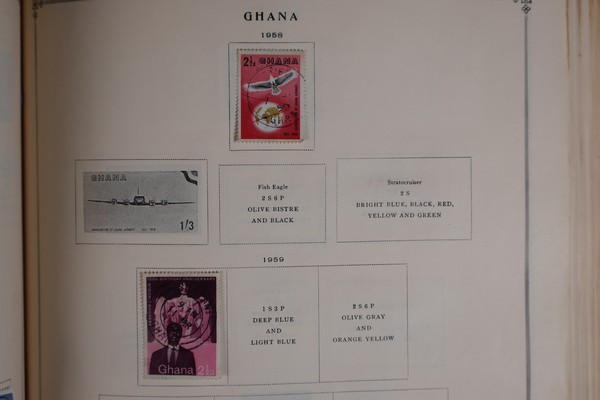 GHANA
1958
2½ GHANA
GHANA
1/3
Fish Eagle
2 S 6 P
OLIVE BISTRE
AND BLACK
Stratocruiser
2 S
BRIGHT BLUE, BLACK, RED,
YELLOW AND GREEN
1959
Ghana 2½
1 S 3 P
DEEP BLUE
AND
LIGHT BLUE
2 S 6 P
OLIVE GRAY
AND
ORANGE YELLOW